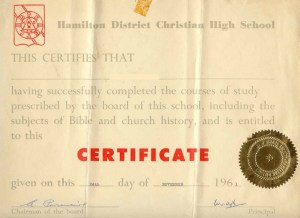 Hamilton District Christian High School
THIS CERTIFIES THAT
having successfully completed the courses of study
prescribed by the board of this school, including the
subjects of Bible and church history, and is entitled
to this
CERTIFICATE
given on this day of 196
Chairman of the board Principal